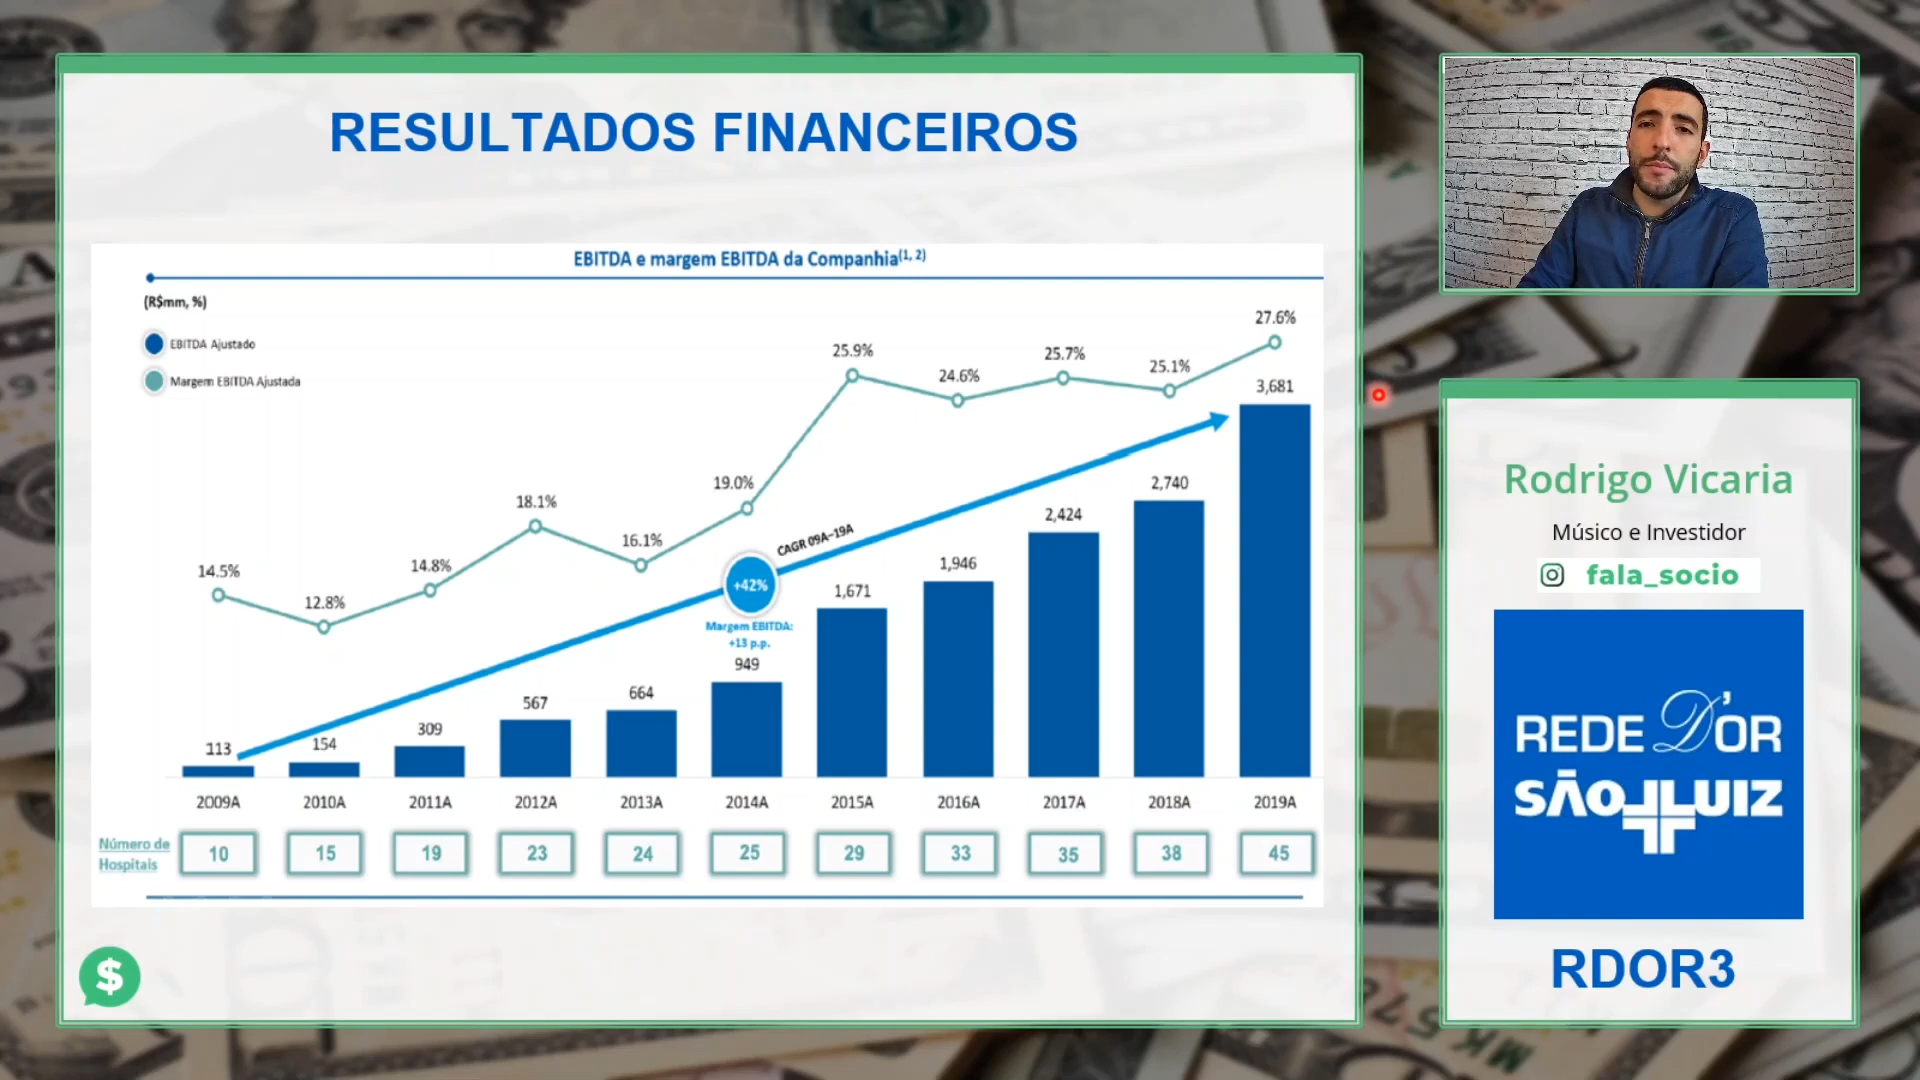 RESULTADOS FINANCEIROS
EBITDA e margem EBITDA da Companhia(1, 2)
(R$mm, %)
EBITDA Ajustado
Margem EBITDA Ajustada
14.5%
12.8%
14.8%
18.1%
16.1%
19.0%
25.9%
24.6%
25.7%
25.1%
27.6%
CAGR 09A–19A
+42%
Margem EBITDA:
+13 p.p.
113
154
309
567
664
949
1,671
1,946
2,424
2,740
3,681
2009A 2010A 2011A 2012A 2013A 2014A 2015A 2016A 2017A 2018A 2019A
Número de
Hospitais
10 15 19 23 24 25 29 33 35 38 45
$
Rodrigo Vicaria
Músico e Investidor
fala_socio
REDE D'OR
SÃO LUIZ
RDOR3